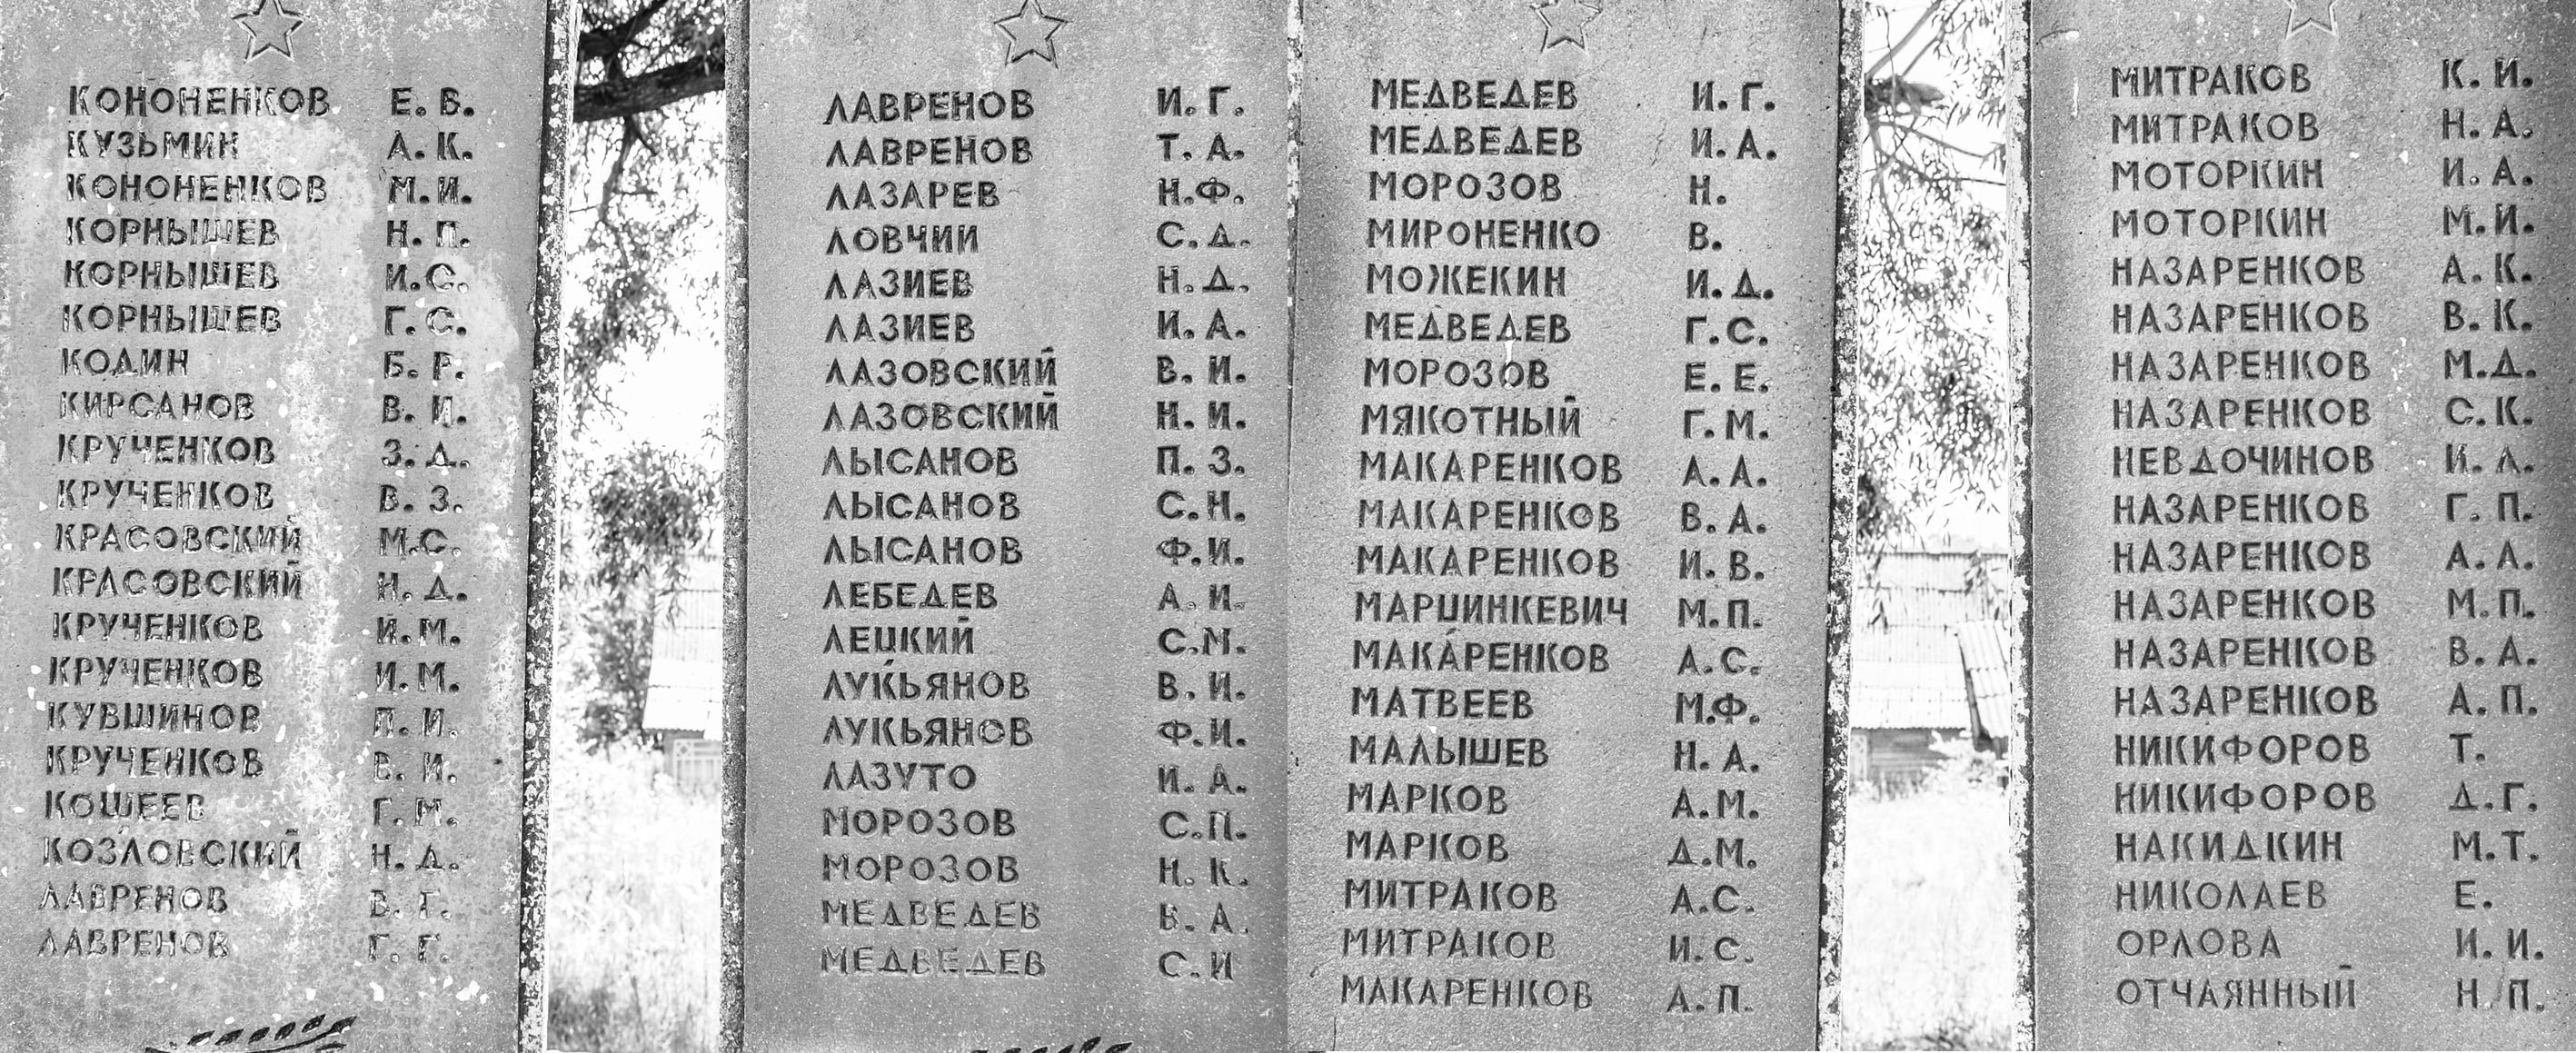 КОНОНЕНКОВ Е. Б.
КУЗЬМИН А. К.
КОНОНЕНКОВ М. И.
КОРНЫШЕВ Н. П.
КОРНЫШЕВ И. С.
КОРНЫШЕВ Г. С.
КОДИН Б. Р.
КИРСАНОВ В. И.
КРУЧЕНКОВ З. Д.
КРУЧЕНКОВ В. З.
КРАСОВСКИЙ М.С.
КРАСОВСКИЙ Н. Д.
КРУЧЕНКОВ И. М.
КРУЧЕНКОВ И. М.
КУВШИНОВ П. И.
КРУЧЕНКОВ В. И.
КОШЕЕВ Г. М.
КОЗЛОВСКИЙ Н. Д.
ЛАВРЕНОВ В. Г.
ЛАВРЕНОВ Г. Г.
ЛАВРЕНОВ И. Г.
ЛАВРЕНОВ Т. А.
ЛАЗАРЕВ Н.Ф.
ЛОВЧИИ С. Д.
ЛАЗИЕВ Н. Д.
ЛАЗИЕВ И. А.
ЛАЗОВСКИЙ В. И.
ЛАЗОВСКИЙ Н. И.
ЛЫСАНОВ П. З.
ЛЫСАНОВ С. Н.
ЛЫСАНОВ Ф. И.
ЛЕБЕДЕВ А. И.
ЛЕЦКИЙ С.М.
ЛУКЬЯНОВ В. И.
ЛУКЬЯНОВ Ф. И.
ЛАЗУТО И. А.
МОРОЗОВ С.П.
МОРОЗОВ Н. К.
МЕДВЕДЕВ В. А.
МЕДВЕДЕВ С. И
МЕДВЕДЕВ И. Г.
МЕДВЕДЕВ И. А.
МОРОЗОВ Н.
МИРОНЕНКО В.
МОЖЕКИН И. Д.
МЕДВЕДЕВ Г. С.
МОРОЗОВ Е. Е.
МЯКОТНЫЙ Г. М.
МАКАРЕНКОВ А. А.
МАКАРЕНКОВ В. А.
МАКАРЕНКОВ И. В.
МАРЦИНКЕВИЧ М. П.
МАКАРЕНКОВ А. С.
МАТВЕЕВ М.Ф.
МАЛЫШЕВ Н. А.
МАРКОВ А. М.
МАРКОВ Д.М.
МИТРАКОВ А.С.
МИТРАКОВ И. С.
МАКАРЕНКОВ А. П.
МИТРАКОВ К. И.
МИТРАКОВ Н. А.
МОТОРКИН И. А.
МОТОРКИН М. И.
НАЗАРЕНКОВ А. К.
НАЗАРЕНКОВ В. К.
НАЗАРЕНКОВ М.Д.
НАЗАРЕНКОВ С. К.
НЕВДОЧИНОВ И. А.
НАЗАРЕНКОВ Г. П.
НАЗАРЕНКОВ А. А.
НАЗАРЕНКОВ М. П.
НАЗАРЕНКОВ В. А.
НАЗАРЕНКОВ А. П.
НИКИФОРОВ Т.
НИКИФОРОВ Д. Г.
НАКИДКИН М. Т.
НИКОЛАЕВ Е.
ОРЛОВА И. И.
ОТЧАЯННЫЙ Н. П.